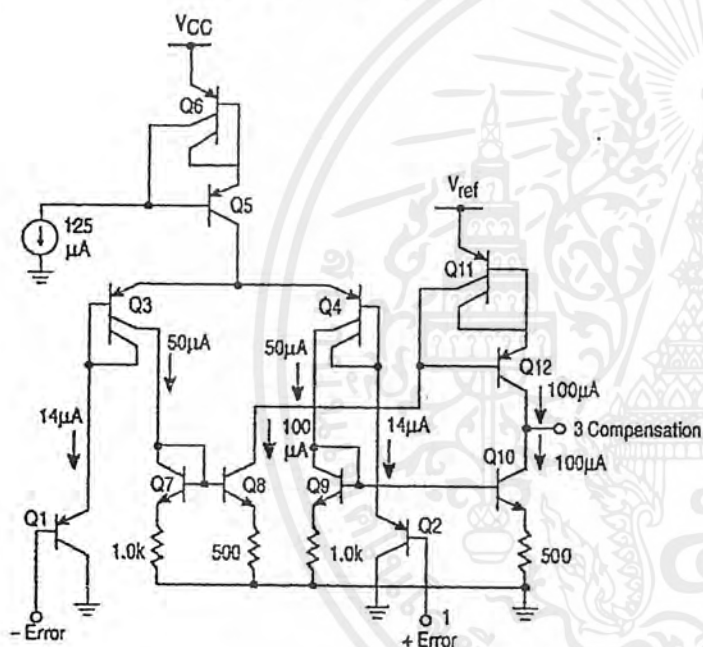 VCC
Q6
Q5
125
µA
Vref
Q11
Q3
Q4
Q12
50µA
50µA
100µA
3 Compensation
100µA
14µA
100
µA
14µA
Q10
Q7
Q8
Q9
Q1
Q2
1.0k
500
1.0k
500
– Error
1
+ Error